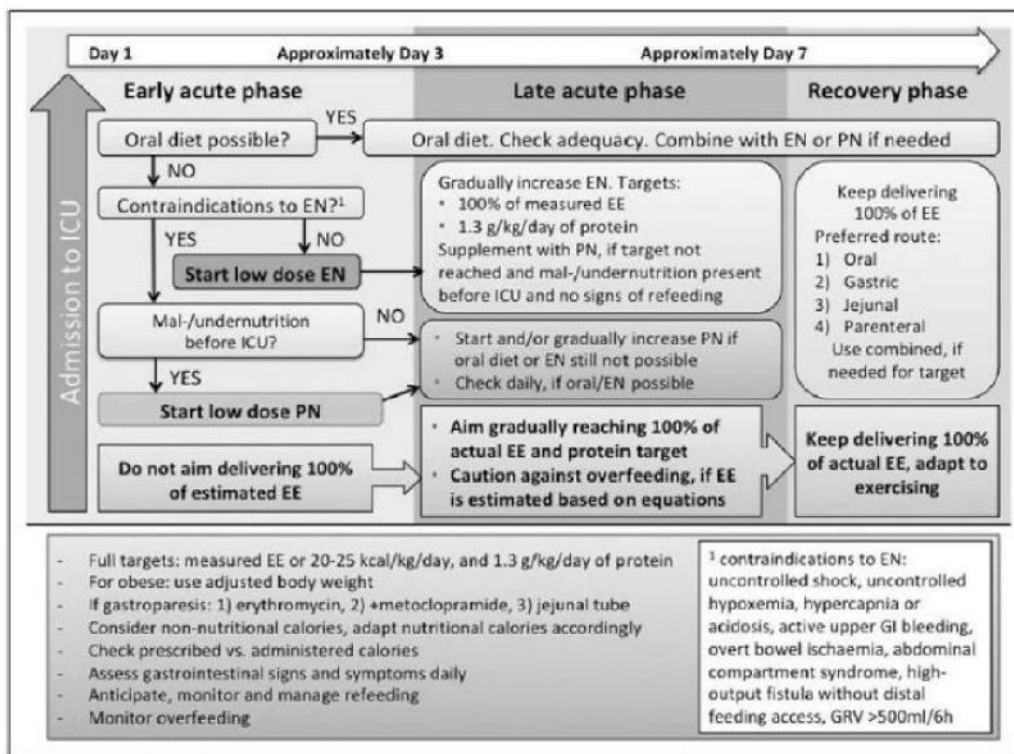 Day 1
Approximately Day 3
Approximately Day 7
Admission to ICU
Early acute phase
Late acute phase
Recovery phase
Oral diet possible?
YES
Oral diet. Check adequacy. Combine with EN or PN if needed
NO
Contraindications to EN?¹
YES
NO
Start low dose EN
Gradually increase EN. Targets:
• 100% of measured EE
• 1.3 g/kg/day of protein
Supplement with PN, if target not
reached and mal-/undernutrition present
before ICU and no signs of refeeding
Keep delivering
100% of EE
Preferred route:
1) Oral
2) Gastric
3) Jejunal
4) Parenteral
Use combined, if
needed for target
Mal-/undernutrition
before ICU?
NO
YES
Start low dose PN
• Start and/or gradually increase PN if
oral diet or EN still not possible
• Check daily, if oral/EN possible
Do not aim delivering 100%
of estimated EE
• Aim gradually reaching 100% of
actual EE and protein target
• Caution against overfeeding, if EE
is estimated based on equations
Keep delivering 100%
of actual EE, adapt to
exercising
- Full targets: measured EE or 20-25 kcal/kg/day, and 1.3 g/kg/day of protein
- For obese: use adjusted body weight
- If gastroparesis: 1) erythromycin, 2) +metoclopramide, 3) jejunal tube
- Consider non-nutritional calories, adapt nutritional calories accordingly
- Check prescribed vs. administered calories
- Assess gastrointestinal signs and symptoms daily
- Anticipate, monitor and manage refeeding
- Monitor overfeeding
¹ contraindications to EN:
uncontrolled shock, uncontrolled
hypoxemia, hypercapnia or
acidosis, active upper GI bleeding,
overt bowel ischaemia, abdominal
compartment syndrome, high-
output fistula without distal
feeding access, GRV >500ml/6h